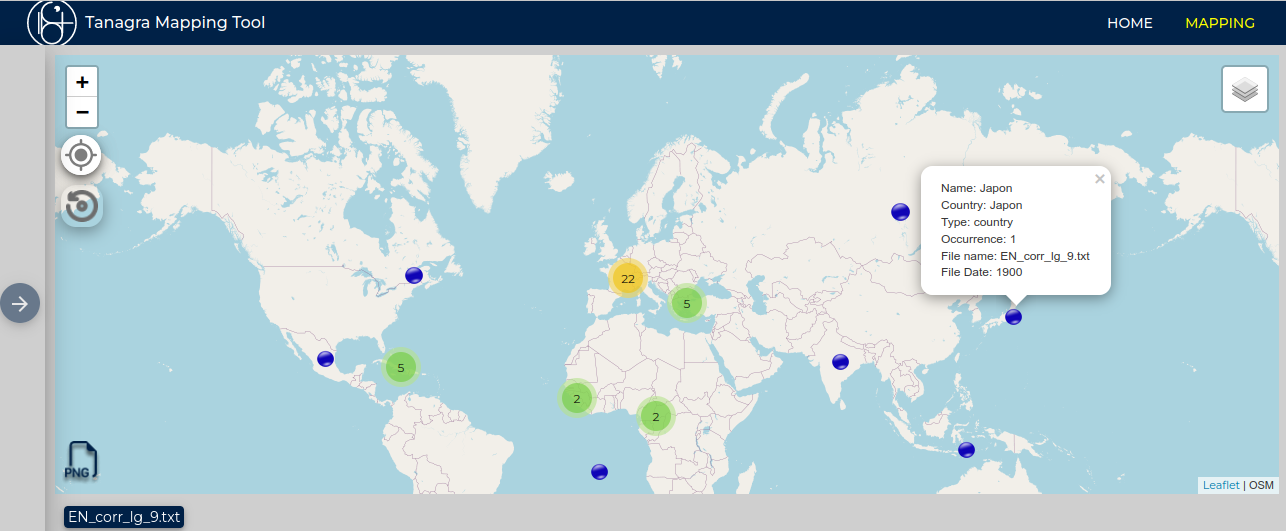 Tanagra Mapping Tool
HOME
MAPPING
+
−
Name: Japon
Country: Japon
Type: country
Occurrence: 1
File name: EN_corr_lg_9.txt
File Date: 1900
×
22
5
5
2
2
PNG
Leaflet | OSM
EN_corr_lg_9.txt